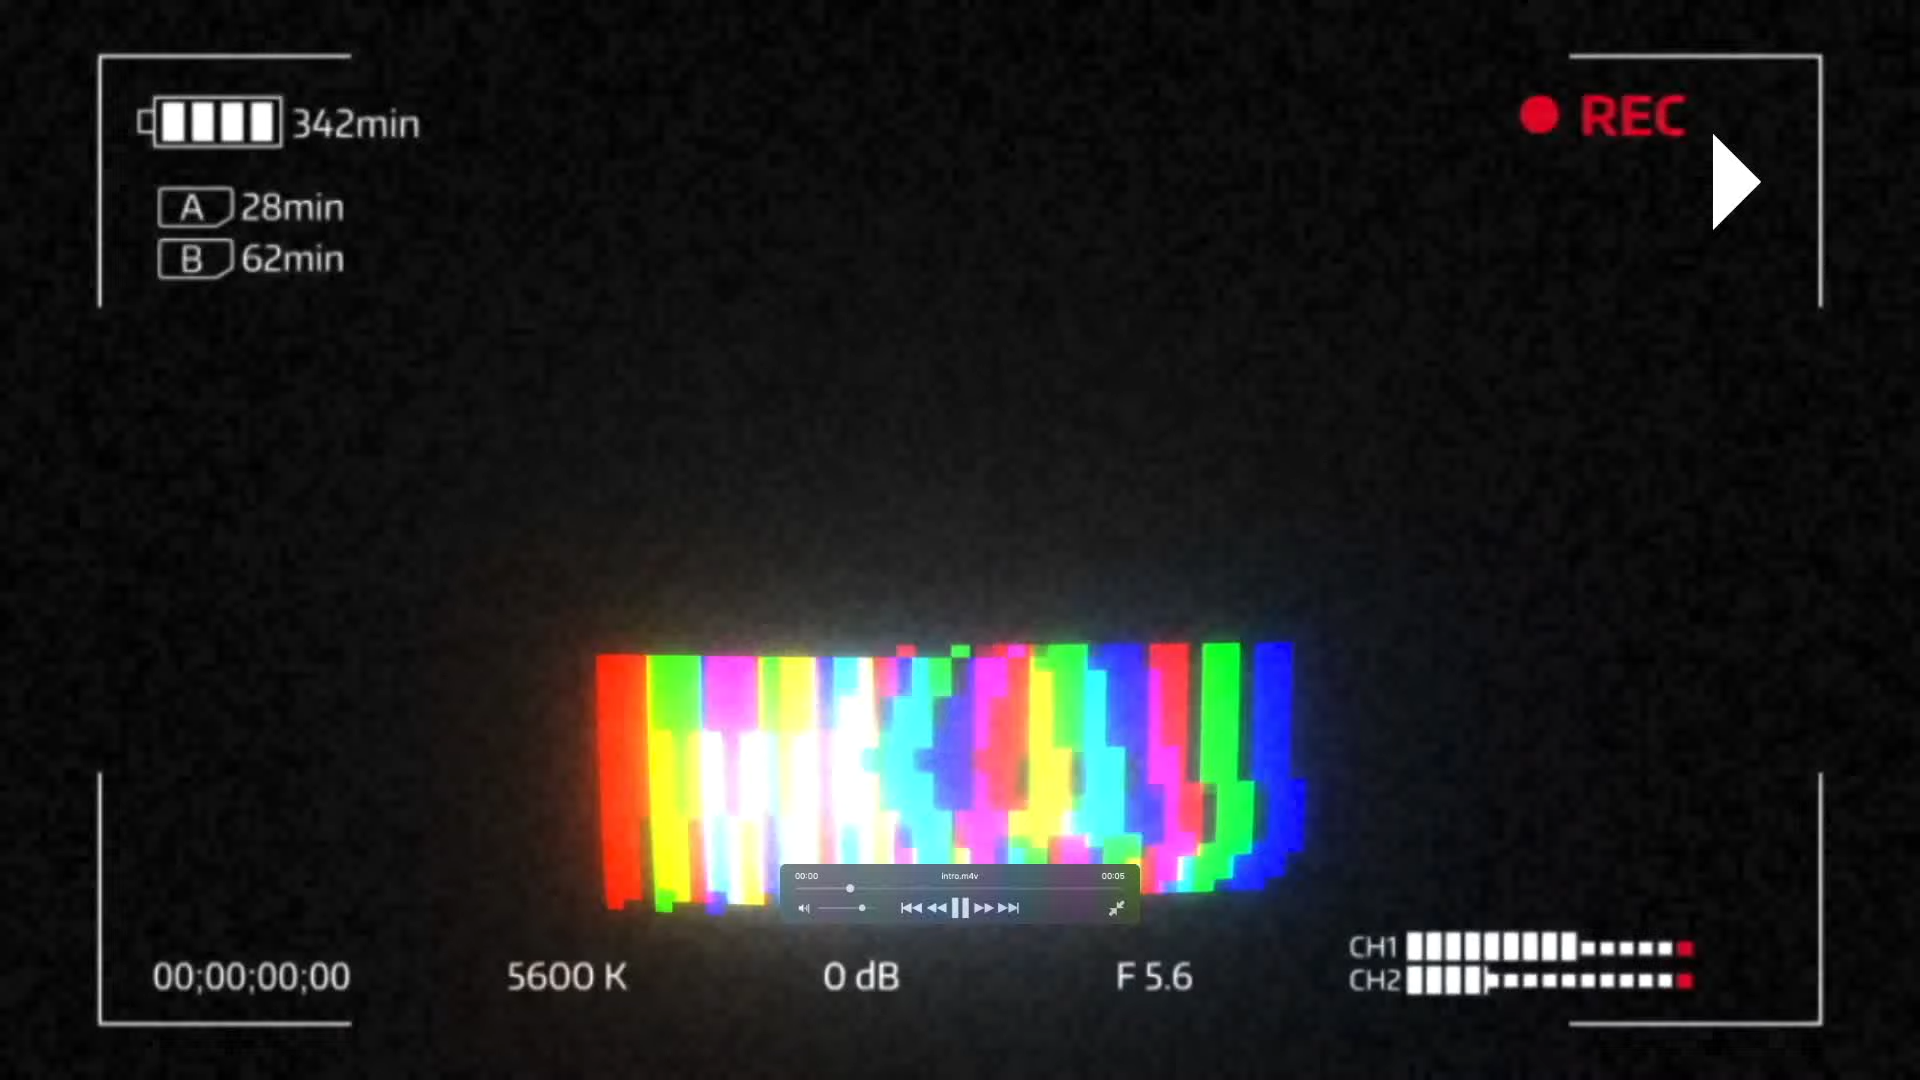 342min
REC
A 28min
B 62min
00:00 intro.m4v 00:05
CH1
CH2
00;00;00;00 5600 K 0 dB F 5.6